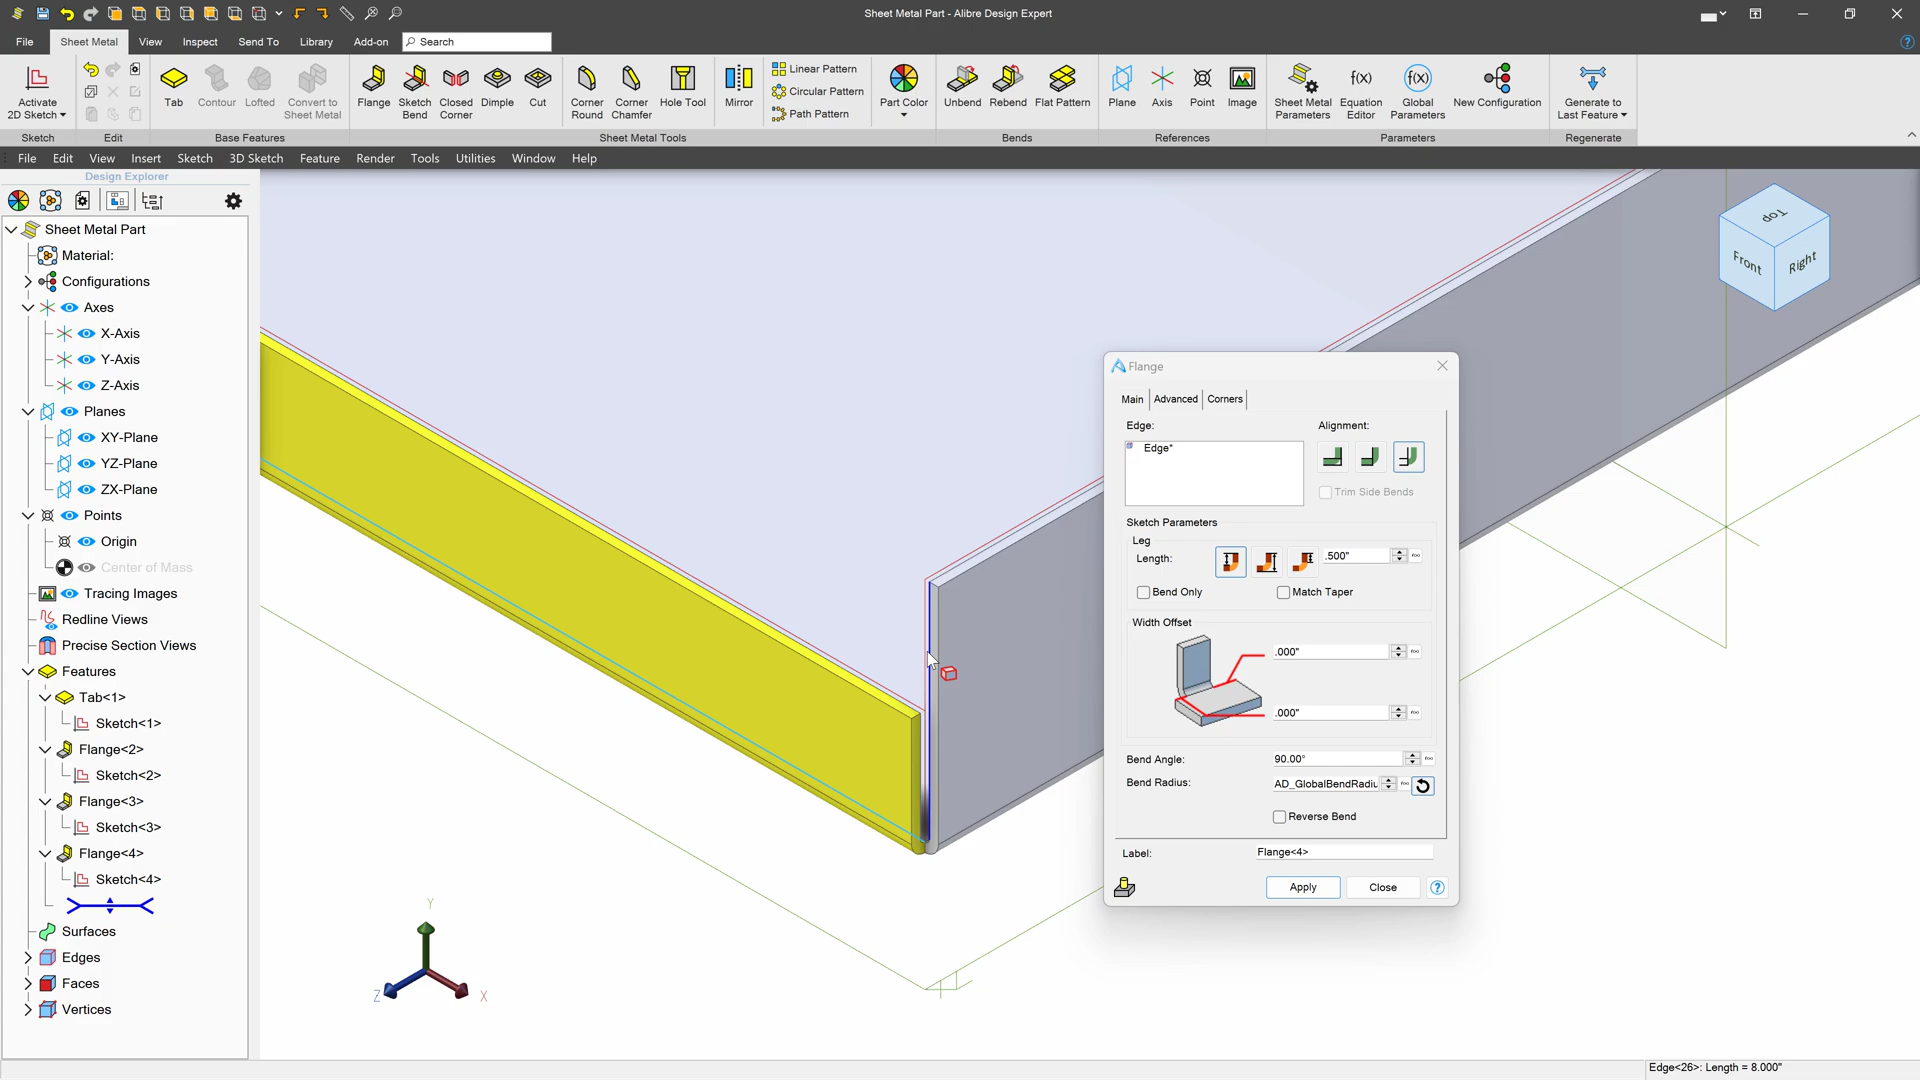 Sheet Metal Part - Alibre Design Expert
File
Sheet Metal
View
Inspect
Send To
Library
Add-on
Search
Activate
2D Sketch
Tab
Contour
Lofted
Convert to
Sheet Metal
Flange
Sketch
Bend
Closed
Corner
Dimple
Cut
Corner
Round
Corner
Chamfer
Hole Tool
Mirror
Linear Pattern
Circular Pattern
Path Pattern
Part Color
Unbend
Rebend
Flat Pattern
Plane
Axis
Point
Image
Sheet Metal
Parameters
f(x)
Equation
Editor
f(x)
Global
Parameters
New Configuration
Generate to
Last Feature
Sketch
Edit
Base Features
Sheet Metal Tools
Bends
References
Parameters
Regenerate
File
Edit
View
Insert
Sketch
3D Sketch
Feature
Render
Tools
Utilities
Window
Help
Design Explorer
Sheet Metal Part
Material:
Configurations
Axes
X-Axis
Y-Axis
Z-Axis
Planes
XY-Plane
YZ-Plane
ZX-Plane
Points
Origin
Center of Mass
Tracing Images
Redline Views
Precise Section Views
Features
Tab<1>
Sketch<1>
Flange<2>
Sketch<2>
Flange<3>
Sketch<3>
Flange<4>
Sketch<4>
Surfaces
Edges
Faces
Vertices
Top
Front
Right
Y
Z
X
Flange
Main
Advanced
Corners
Edge:
Alignment:
Edge*
Trim Side Bends
Sketch Parameters
Leg
Length:
.500"
Bend Only
Match Taper
Width Offset
.000"
.000"
Bend Angle:
90.00°
Bend Radius:
AD_GlobalBendRadiu
Reverse Bend
Label:
Flange<4>
Apply
Close
?
Edge<26>: Length = 8.000"